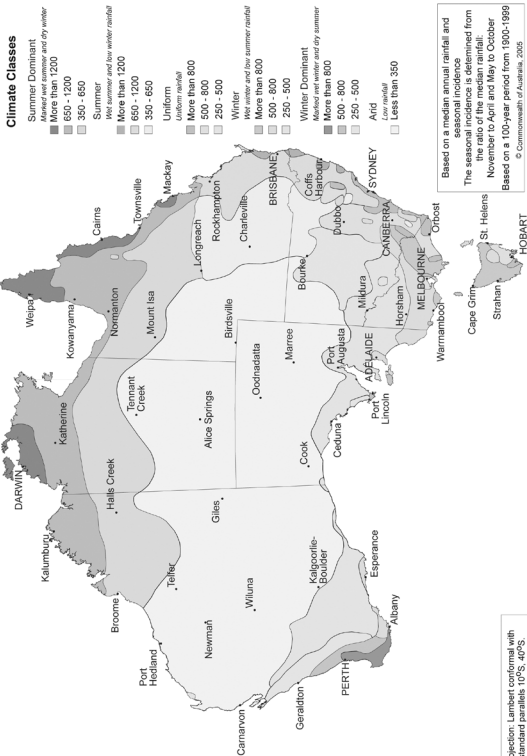 Climate Classes
Summer Dominant
Marked wet summer and dry winter
More than 1200
650 - 1200
350 - 650
Summer
Wet summer and low winter rainfall
More than 1200
650 - 1200
350 - 650
Uniform
Uniform rainfall
More than 800
500 - 800
250 - 500
Winter
Wet winter and low summer rainfall
More than 800
500 - 800
250 - 500
Winter Dominant
Marked wet winter and dry summer
More than 800
500 - 800
250 - 500
Arid
Low rainfall
Less than 350
Based on a median annual rainfall and
seasonal incidence
The seasonal incidence is detemined from
the ratio of the median rainfall:
November to April and May to October
Based on a 100-year period from 1900-1999
© Commonwealth of Australia, 2005
DARWIN
Kalumburu
Katherine
Weipa
Kowanyama
Cairns
Townsville
Mackay
Normanton
Mount Isa
Broome
Halls Creek
Tennant
Creek
Longreach
Rockhampton
Port
Hedland
Telfer
Newman
Alice Springs
Birdsville
Charleville
BRISBANE
Carnarvon
Wiluna
Giles
Oodnadatta
Marree
Bourke
Coffs
Harbour
Geraldton
Kalgoorlie-
Boulder
Cook
Ceduna
Port
Augusta
Dubbo
SYDNEY
PERTH
Esperance
Albany
Port
Lincoln
ADELAIDE
Mildura
CANBERRA
Horsham
MELBOURNE
Orbost
Warrnambool
Cape Grim
St. Helens
Strahan
HOBART
ojection: Lambert conformal with
tandard parallels 10°S, 40°S.